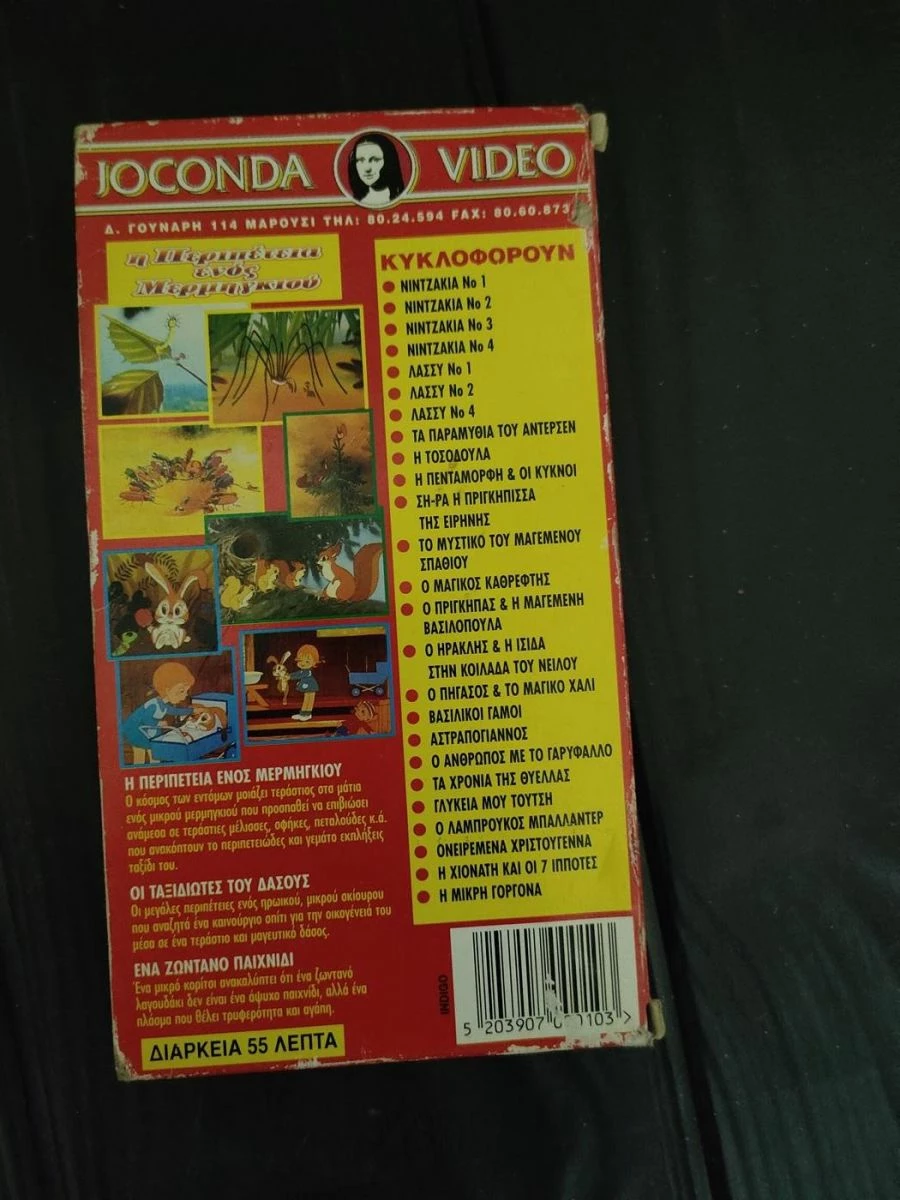 JOCONDA VIDEO
Δ. ΓΟΥΝΑΡΗ 114 ΜΑΡΟΥΣΙ ΤΗΛ: 80.24.594 FAX: 80.60.873
η Περιπέτεια
ενός
Μερμηγκιού
Η ΠΕΡΙΠΕΤΕΙΑ ΕΝΟΣ ΜΕΡΜΗΓΚΙΟΥ
Ο κόσμος των εντόμων μοιάζει τεράστιος στα μάτια
ενός μικρού μερμηγκιού που προσπαθεί να επιβιώσει
ανάμεσα σε τεράστιες μέλισσες, σφήκες, πεταλούδες κ.ά.
που ανακόπτουν το περιπετειώδες και γεμάτο εκπλήξεις
ταξίδι του.
ΟΙ ΤΑΞΙΔΙΩΤΕΣ ΤΟΥ ΔΑΣΟΥΣ
Οι μεγάλες περιπέτειες ενός ηρωικού, μικρού σκίουρου
που αναζητά ένα καινούργιο σπίτι για την οικογένειά του
μέσα σε ένα τεράστιο και μαγευτικό δάσος.
ΕΝΑ ΖΩΝΤΑΝΟ ΠΑΙΧΝΙΔΙ
Ένα μικρό κορίτσι ανακαλύπτει ότι ένα ζωντανό
λαγουδάκι δεν είναι ένα άψυχο παιχνίδι, αλλά ένα
πλάσμα που θέλει τρυφερότητα και αγάπη.
ΔΙΑΡΚΕΙΑ 55 ΛΕΠΤΑ
ΚΥΚΛΟΦΟΡΟΥΝ
ΝΙΝΤΖΑΚΙΑ Νο 1
ΝΙΝΤΖΑΚΙΑ Νο 2
ΝΙΝΤΖΑΚΙΑ Νο 3
ΝΙΝΤΖΑΚΙΑ Νο 4
ΛΑΣΣΥ Νο 1
ΛΑΣΣΥ Νο 2
ΛΑΣΣΥ Νο 4
ΤΑ ΠΑΡΑΜΥΘΙΑ ΤΟΥ ΑΝΤΕΡΣΕΝ
Η ΤΟΣΟΔΟΥΛΑ
Η ΠΕΝΤΑΜΟΡΦΗ & ΟΙ ΚΥΚΝΟΙ
ΣΗ-ΡΑ Η ΠΡΙΓΚΗΠΙΣΣΑ
ΤΗΣ ΕΙΡΗΝΗΣ
ΤΟ ΜΥΣΤΙΚΟ ΤΟΥ ΜΑΓΕΜΕΝΟΥ
ΣΠΑΘΙΟΥ
Ο ΜΑΓΙΚΟΣ ΚΑΘΡΕΦΤΗΣ
Ο ΠΡΙΓΚΗΠΑΣ & Η ΜΑΓΕΜΕΝΗ
ΒΑΣΙΛΟΠΟΥΛΑ
Ο ΗΡΑΚΛΗΣ & Η ΙΣΙΔΑ
ΣΤΗΝ ΚΟΙΛΑΔΑ ΤΟΥ ΝΕΙΛΟΥ
Ο ΠΗΓΑΣΟΣ & ΤΟ ΜΑΓΙΚΟ ΧΑΛΙ
ΒΑΣΙΛΙΚΟΙ ΓΑΜΟΙ
ΑΣΤΡΑΠΟΓΙΑΝΝΟΣ
Ο ΑΝΘΡΩΠΟΣ ΜΕ ΤΟ ΓΑΡΥΦΑΛΛΟ
ΤΑ ΧΡΟΝΙΑ ΤΗΣ ΘΥΕΛΛΑΣ
ΓΛΥΚΕΙΑ ΜΟΥ ΤΟΥΤΣΗ
Ο ΛΑΜΠΡΟΥΚΟΣ ΜΠΑΛΛΑΝΤΕΡ
ΟΝΕΙΡΕΜΕΝΑ ΧΡΙΣΤΟΥΓΕΝΝΑ
Η ΧΙΟΝΑΤΗ ΚΑΙ ΟΙ 7 ΙΠΠΟΤΕΣ
Η ΜΙΚΡΗ ΓΟΡΓΟΝΑ
INDIGO
5 203907